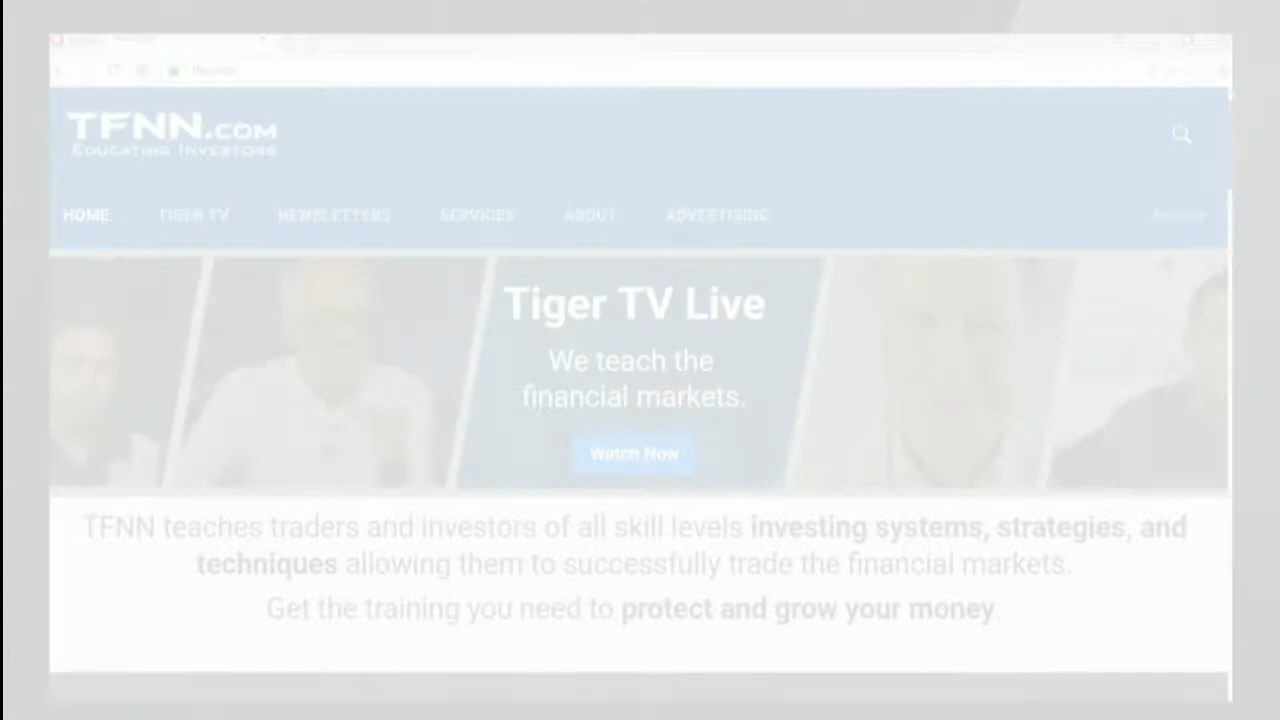 TFNN.COM
EDUCATING INVESTORS
HOME TIGER TV NEWSLETTERS SERVICES ABOUT ADVERTISING
Tiger TV Live
We teach the
financial markets.
Watch Now
TFNN teaches traders and investors of all skill levels investing systems, strategies, and
techniques allowing them to successfully trade the financial markets.
Get the training you need to protect and grow your money.